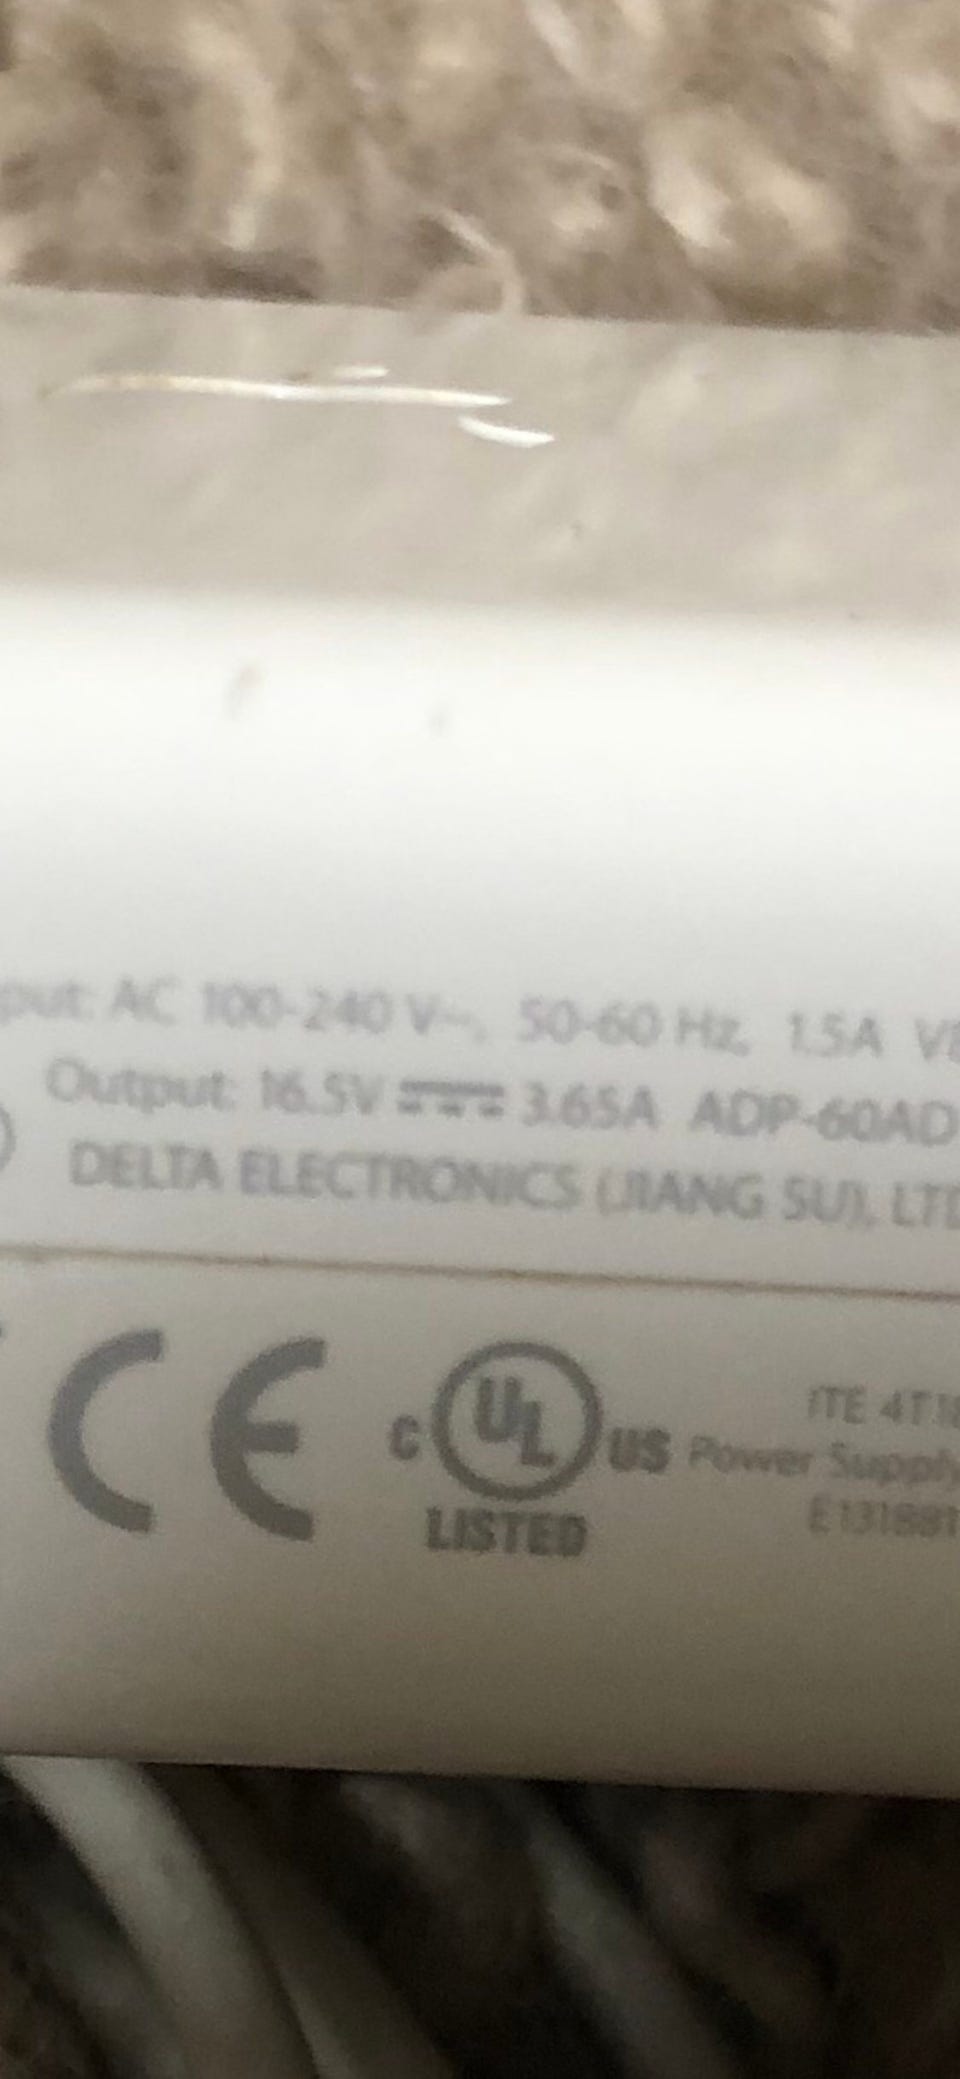 put: AC 100-240 V~, 50-60 Hz, 1.5A
Output: 16.5V ⎓ 3.65A ADP-60AD
DELTA ELECTRONICS (JIANG SU), LTD
CE
C UL US
LISTED
ITE
Power Supply